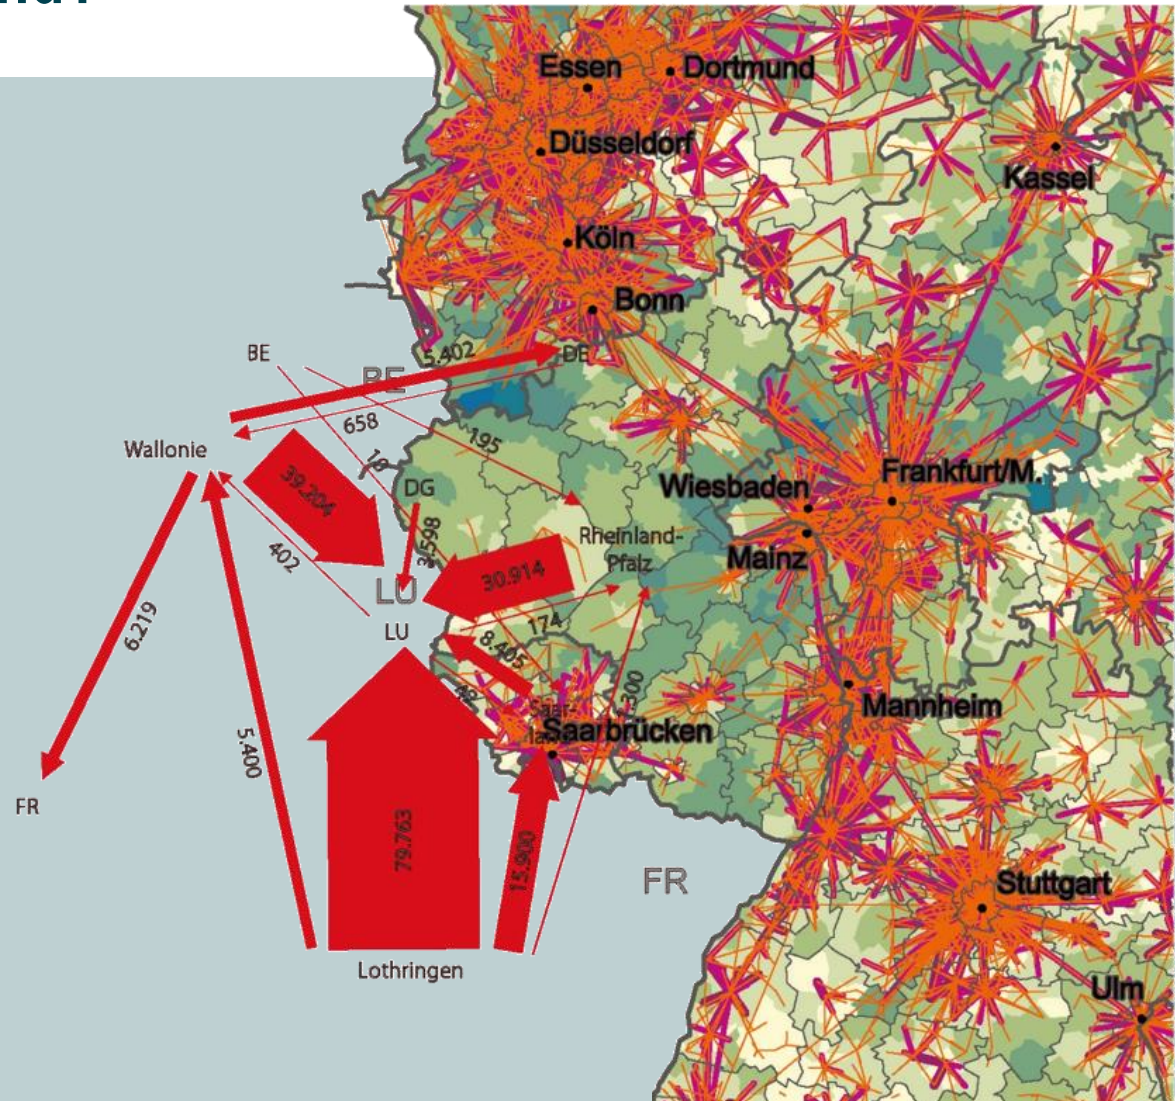 Essen
Dortmund
Düsseldorf
Kassel
Köln
Bonn
BE
5.402
DE
BE
658
Wallonie
195
10
39.204
DG
Frankfurt/M.
Wiesbaden
402
3.598
Rheinland-
Pfalz
Mainz
30.914
LU
LU
174
6.219
8.405
Saar-
Saarbrücken
Mannheim
5.400
FR
79.763
15.900
FR
Stuttgart
Lothringen
Ulm